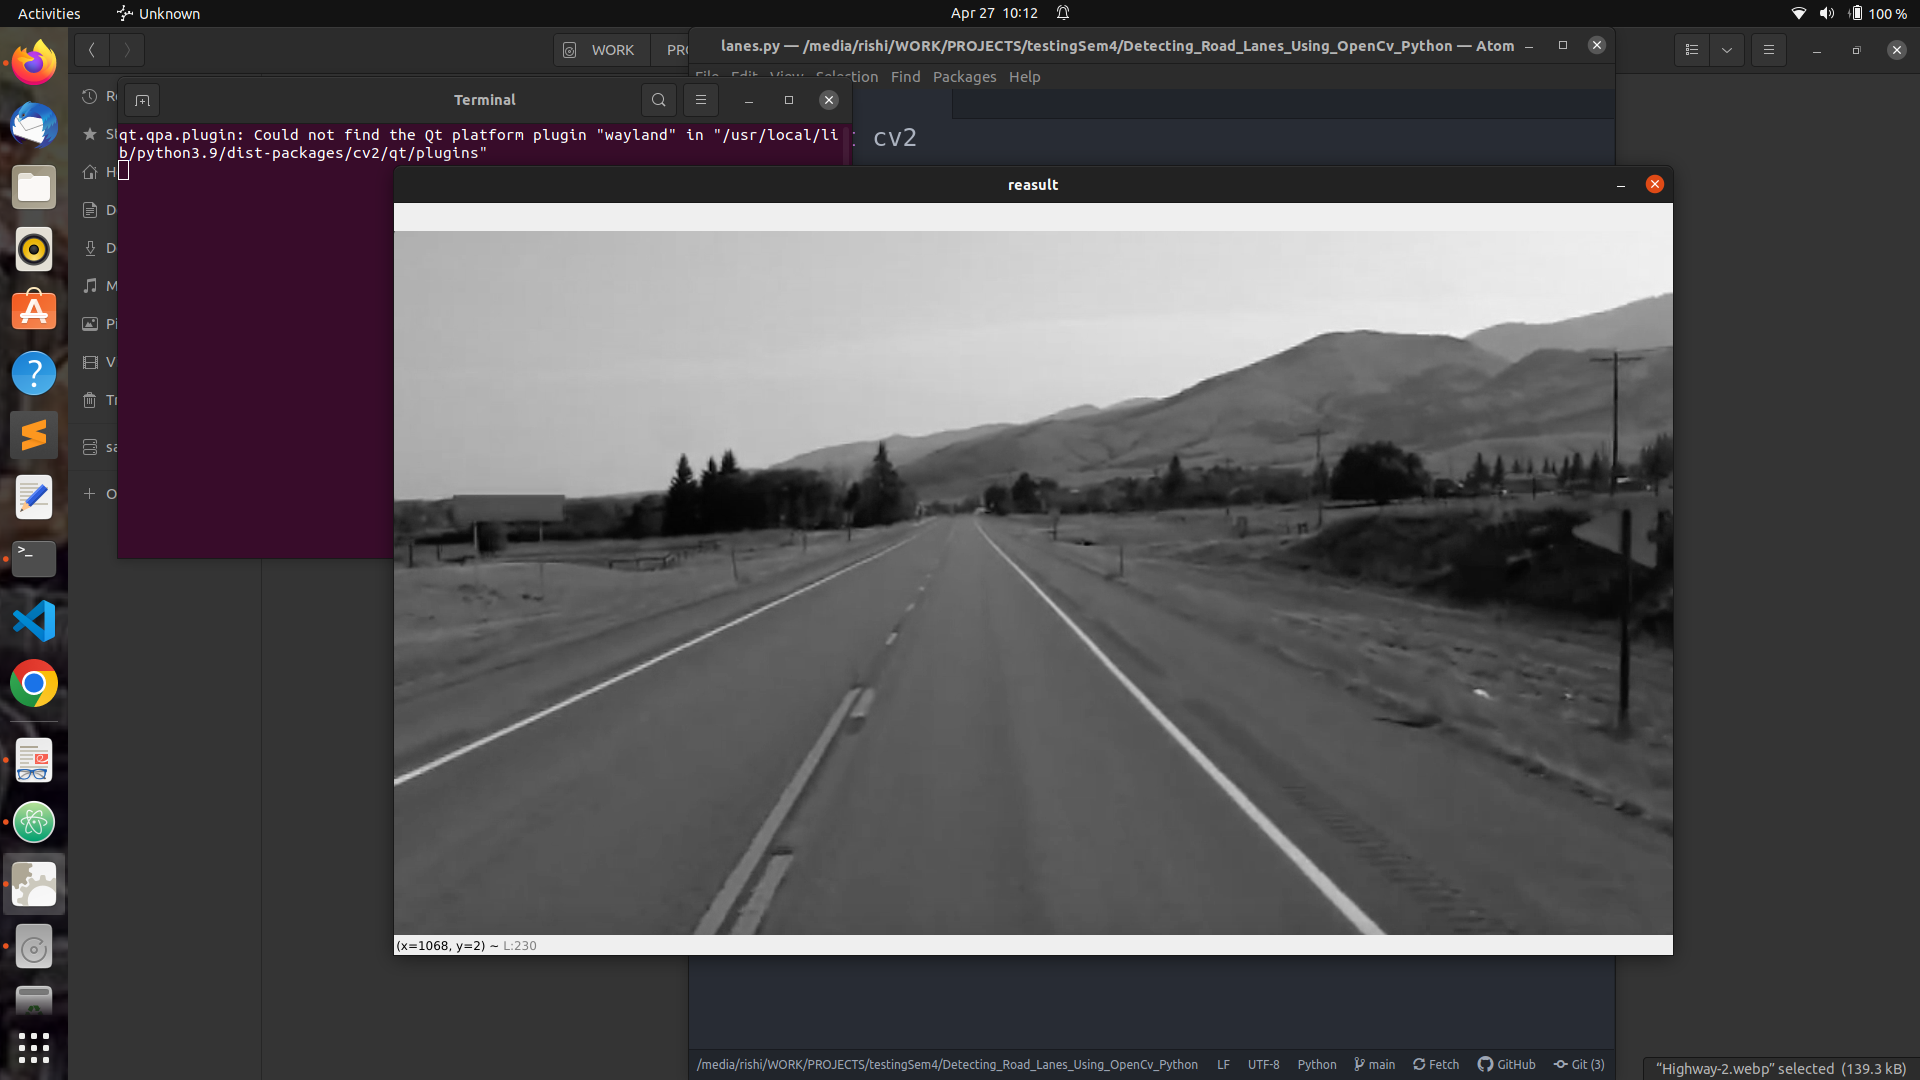 Activities
Unknown
Apr 27 10:12
100 %
WORK
lanes.py — /media/rishi/WORK/PROJECTS/testingSem4/Detecting_Road_Lanes_Using_OpenCv_Python — Atom
File Edit View Selection Find Packages Help
Terminal
qt.qpa.plugin: Could not find the Qt platform plugin "wayland" in "/usr/local/li
b/python3.9/dist-packages/cv2/qt/plugins"
cv2
reasult
(x=1068, y=2) ~ L:230
/media/rishi/WORK/PROJECTS/testingSem4/Detecting_Road_Lanes_Using_OpenCv_Python
LF
UTF-8
Python
main
Fetch
GitHub
Git (3)
“Highway-2.webp” selected (139.3 kB)